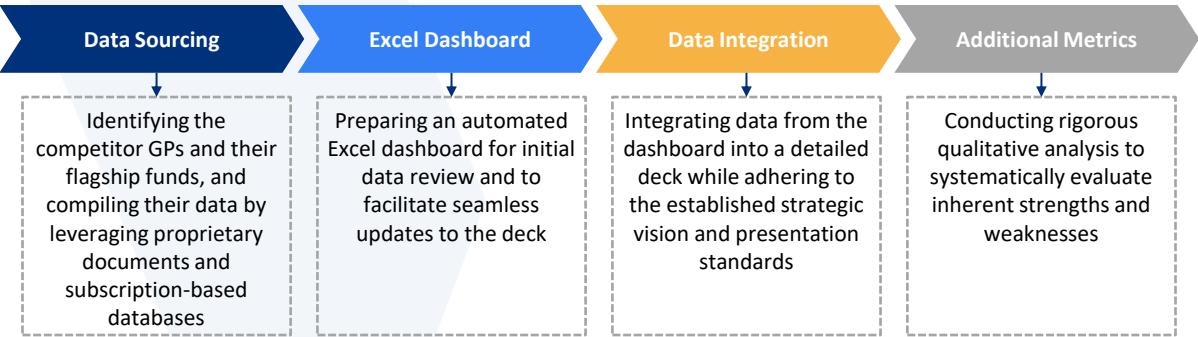 Data Sourcing
Excel Dashboard
Data Integration
Additional Metrics
Identifying the
competitor GPs and their
flagship funds, and
compiling their data by
leveraging proprietary
documents and
subscription-based
databases
Preparing an automated
Excel dashboard for initial
data review and to
facilitate seamless
updates to the deck
Integrating data from the
dashboard into a detailed
deck while adhering to
the established strategic
vision and presentation
standards
Conducting rigorous
qualitative analysis to
systematically evaluate
inherent strengths and
weaknesses